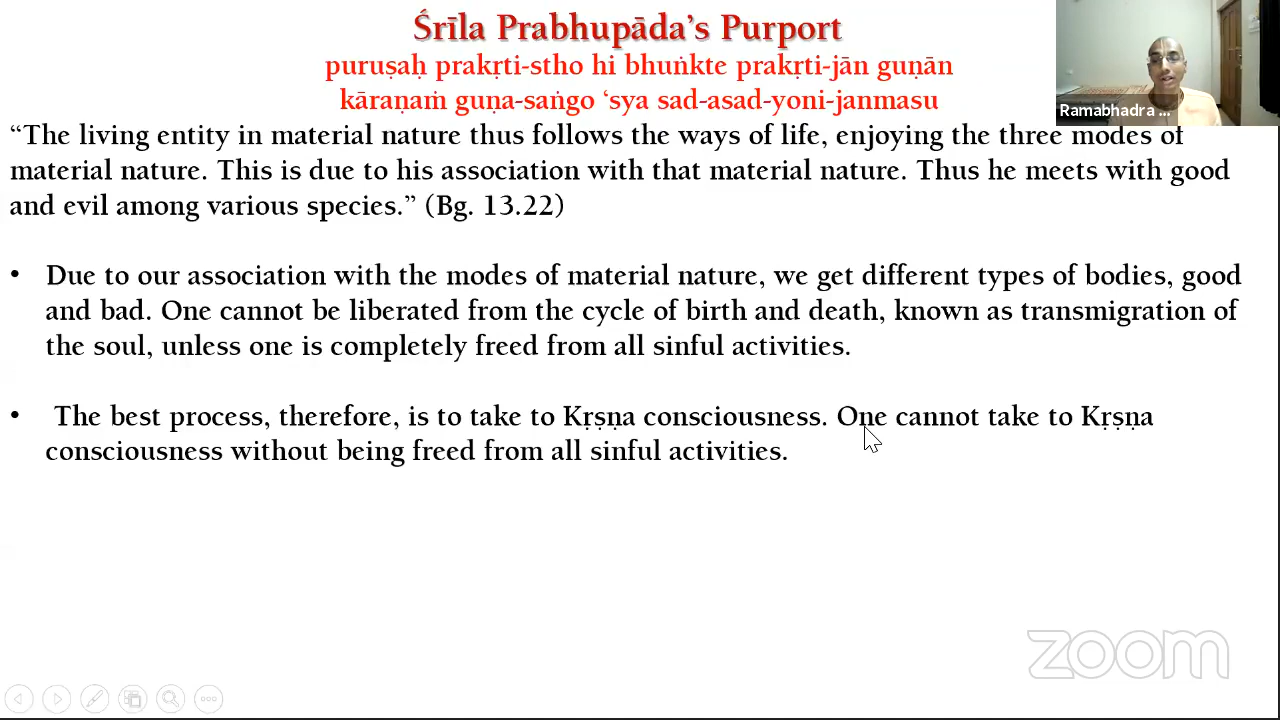 Śrīla Prabhupāda's Purport
puruṣaḥ prakṛti-stho hi bhuṅkte prakṛti-jān guṇān
kāraṇaṁ guṇa-saṅgo ‘sya sad-asad-yoni-janmasu
Ramabhadra ...
“The living entity in material nature thus follows the ways of life, enjoying the three modes of
material nature. This is due to his association with that material nature. Thus he meets with good
and evil among various species.” (Bg. 13.22)
• Due to our association with the modes of material nature, we get different types of bodies, good
and bad. One cannot be liberated from the cycle of birth and death, known as transmigration of
the soul, unless one is completely freed from all sinful activities.
• The best process, therefore, is to take to Kṛṣṇa consciousness. One cannot take to Kṛṣṇa
consciousness without being freed from all sinful activities.
zoom